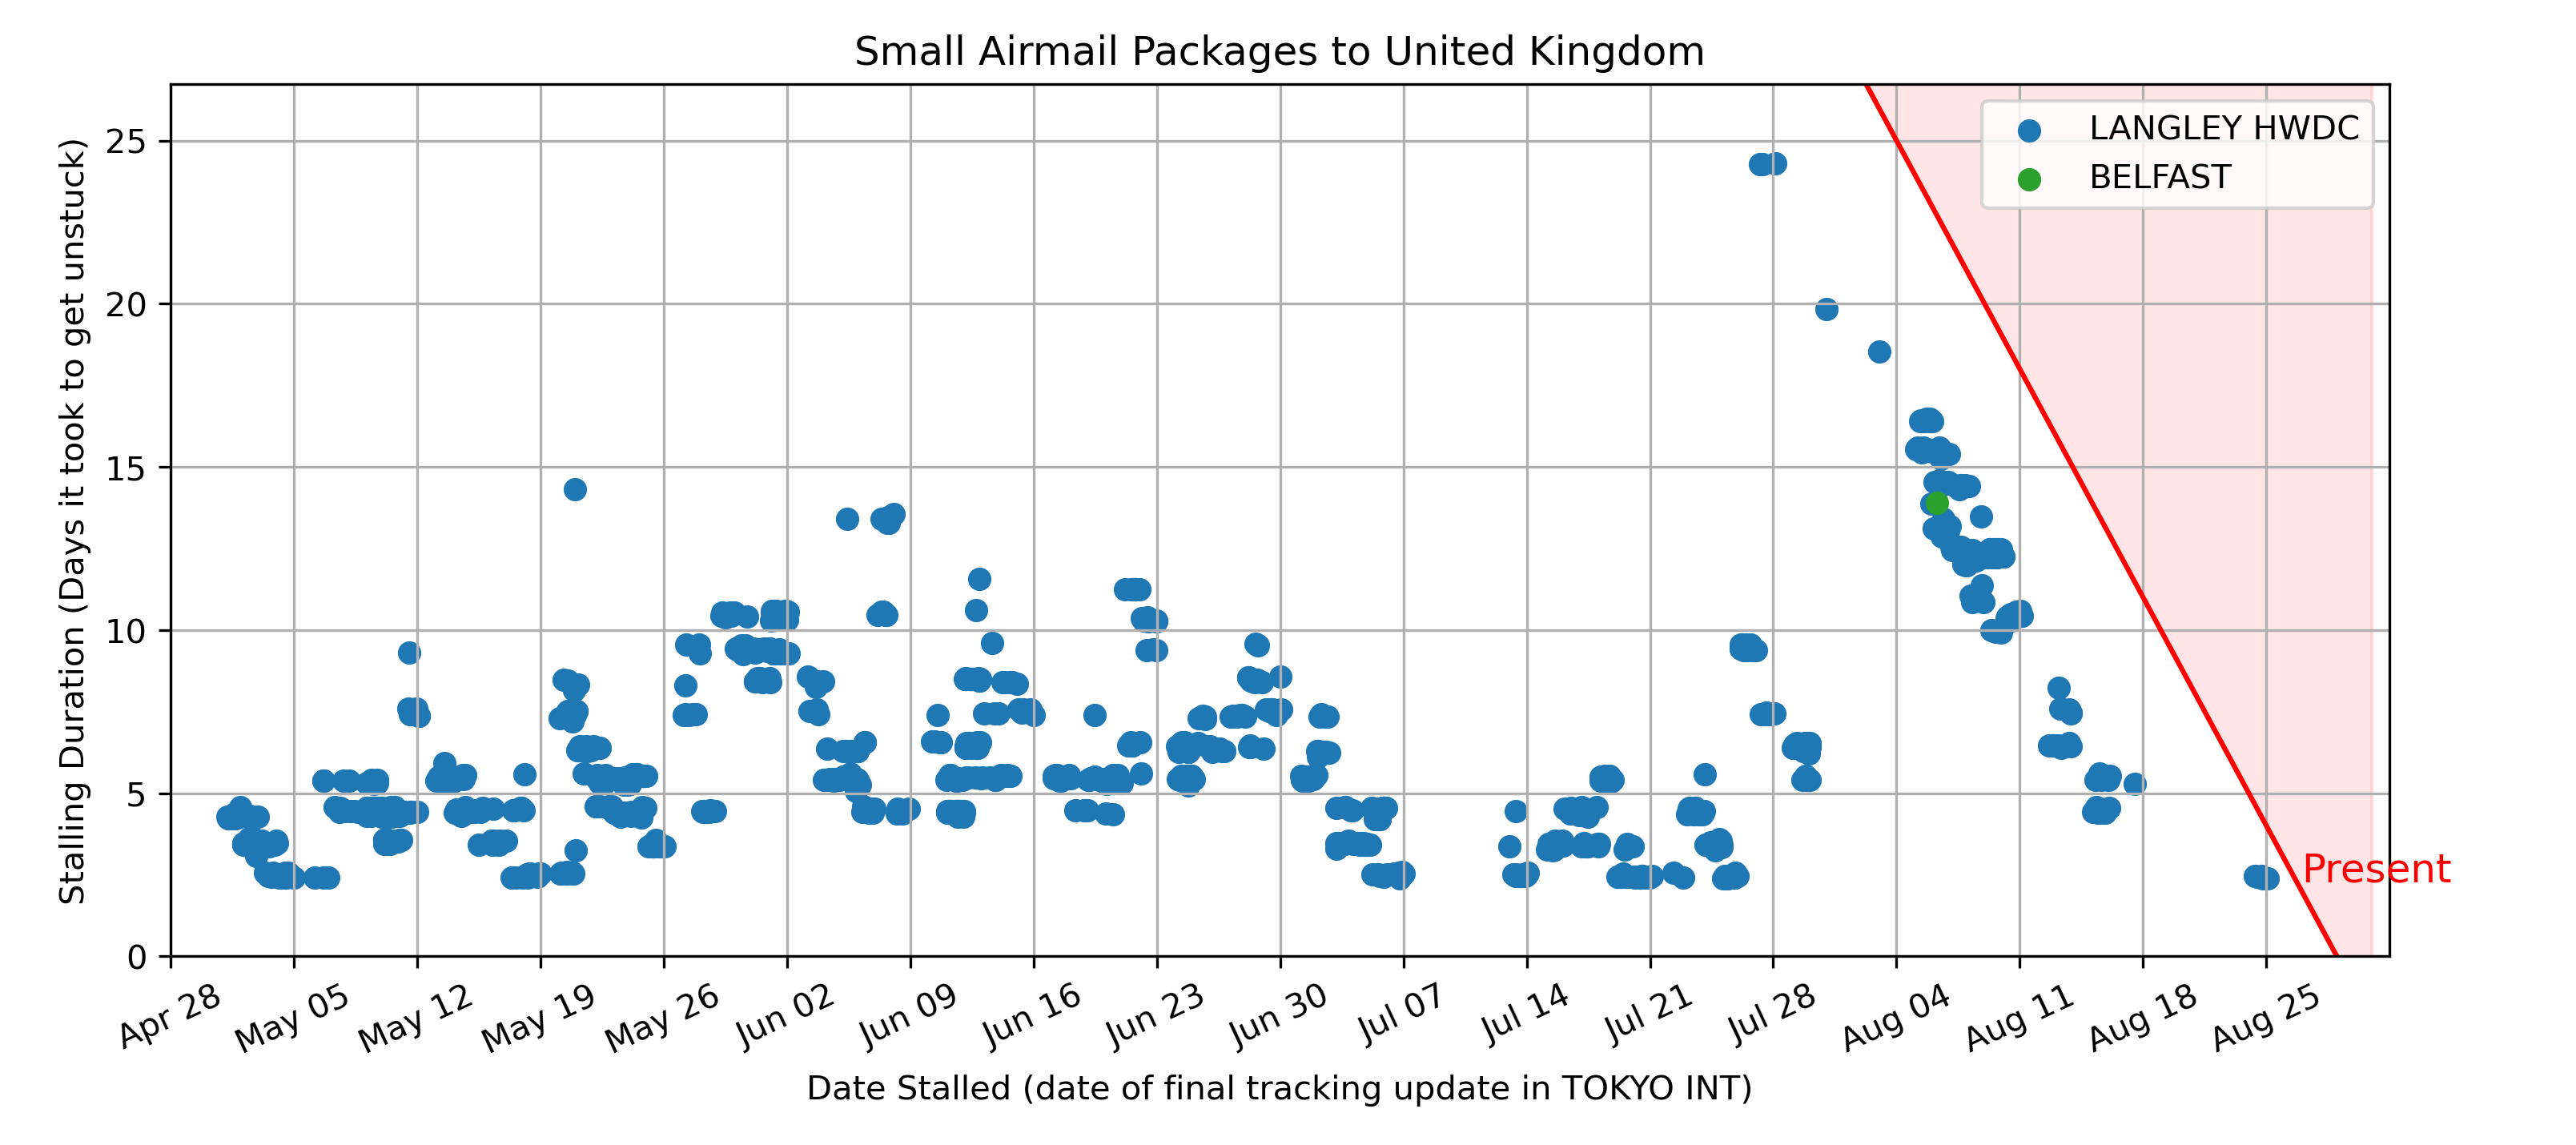 Small Airmail Packages to United Kingdom
Stalling Duration (Days it took to get unstuck)
25
20
15
10
5
0
LANGLEY HWDC
BELFAST
Present
Apr 28
May 05
May 12
May 19
May 26
Jun 02
Jun 09
Jun 16
Jun 23
Jun 30
Jul 07
Jul 14
Jul 21
Jul 28
Aug 04
Aug 11
Aug 18
Aug 25
Date Stalled (date of final tracking update in TOKYO INT)